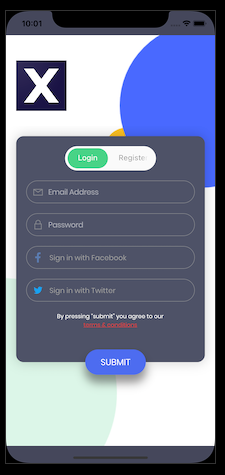 10:01
X
Login Register
Email Address
Password
Sign in with Facebook
Sign in with Twitter
By pressing "submit" you agree to our
terms & conditions
SUBMIT